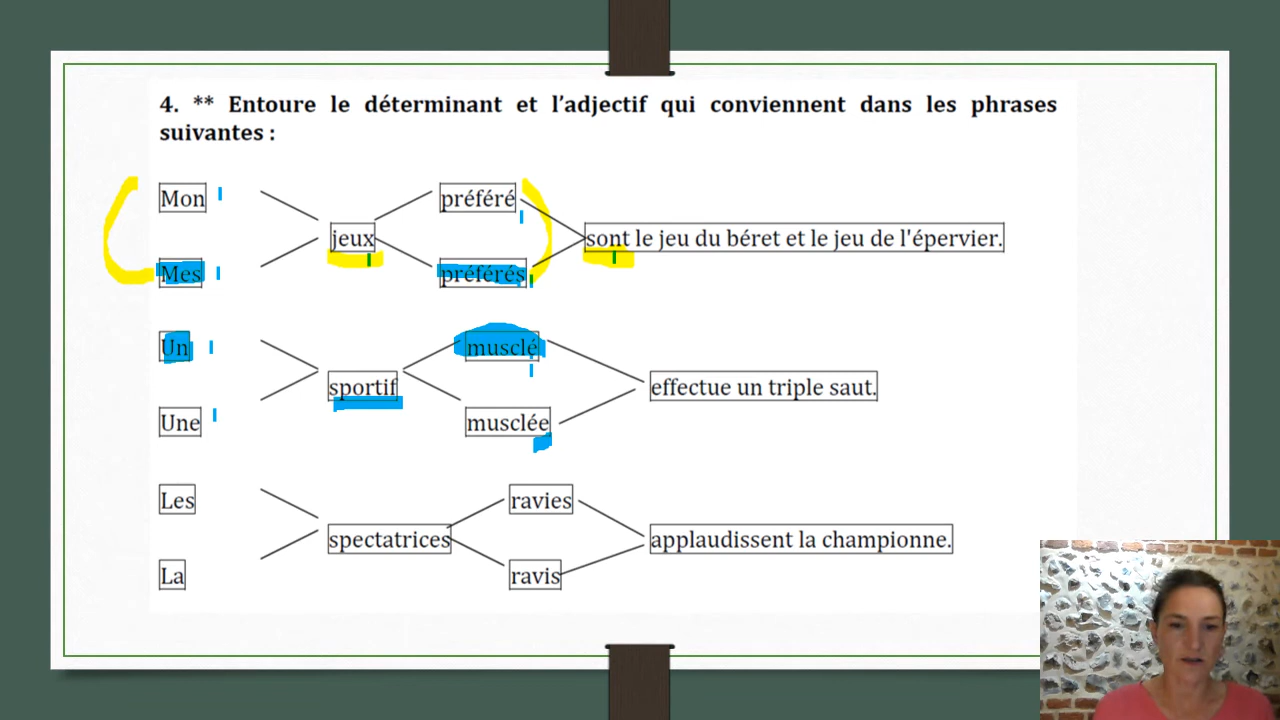 4. ** Entoure le déterminant et l'adjectif qui conviennent dans les phrases
suivantes :
Mon
préféré
jeux
sont le jeu du béret et le jeu de l'épervier.
Mes
préférés
Un
musclé
sportif
effectue un triple saut.
Une
musclée
Les
ravies
spectatrices
applaudissent la championne.
La
ravis